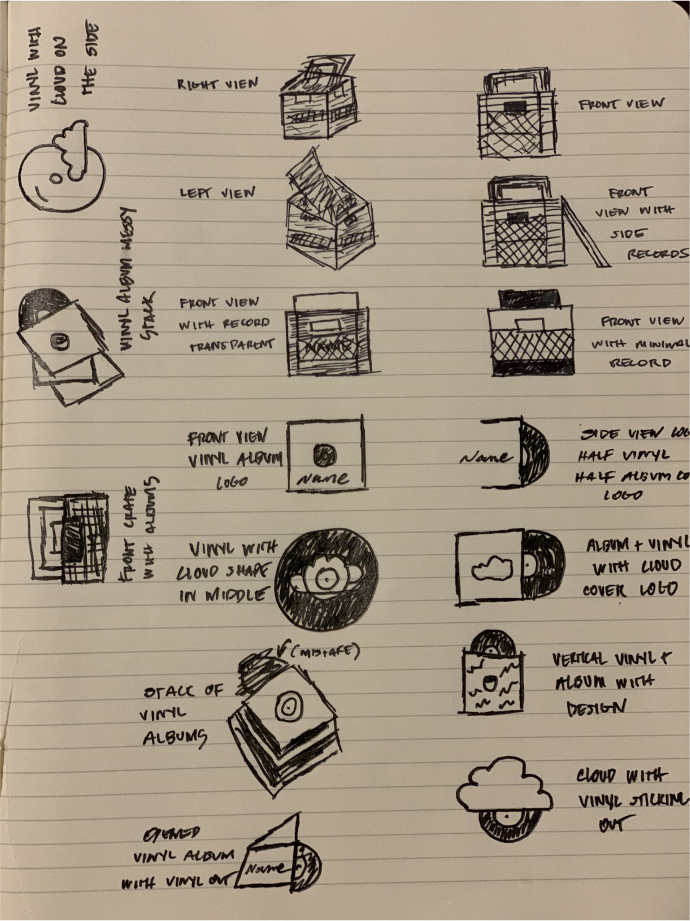 VINYL WITH
CLOUD ON
THE SIDE
RIGHT VIEW
FRONT VIEW
LEFT VIEW
FRONT
VIEW WITH
SIDE
RECORDS
VINYL ALBUM MESSY
STACK
FRONT VIEW
WITH RECORD
TRANSPARENT
NAME
FRONT VIEW
WITH MINIMAL
RECORD
FRONT VIEW
VINYL ALBUM
LOGO
Name
Name
SIDE VIEW LOG
HALF VINYL
HALF ALBUM CO
LOGO
FRONT CRATE
WITH ALBUMS
VINYL WITH
CLOUD SHAPE
IN MIDDLE
ALBUM + VINYL
WITH CLOUD
COVER LOGO
(MISTAKE)
STACK OF
VINYL
ALBUMS
VERTICAL VINYL +
ALBUM WITH
DESIGN
CLOUD WITH
VINYL STICKING
OUT
OPENED
VINYL ALBUM
WITH VINYL OUT
Name